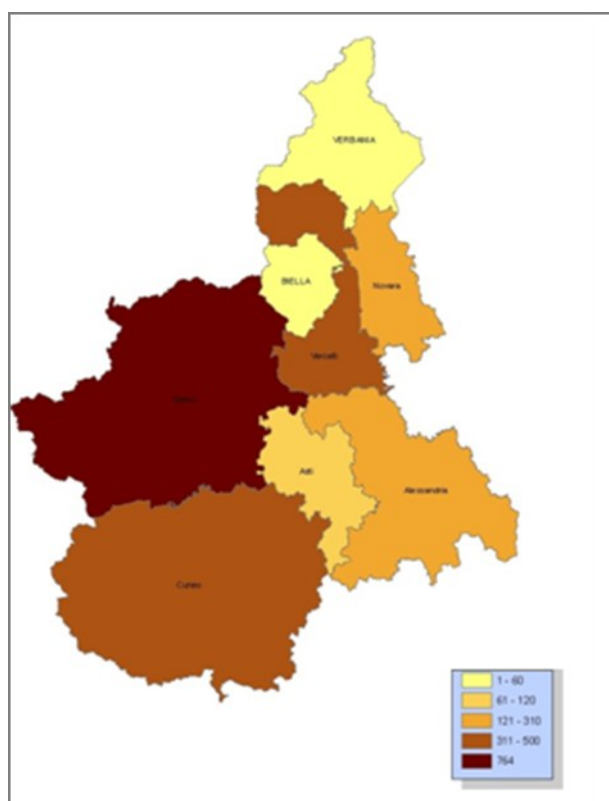 VERBANIA
BIELLA
Novara
Vercelli
Asti
Alessandria
Cuneo
1 - 60
61 - 120
121 - 310
311 - 500
764